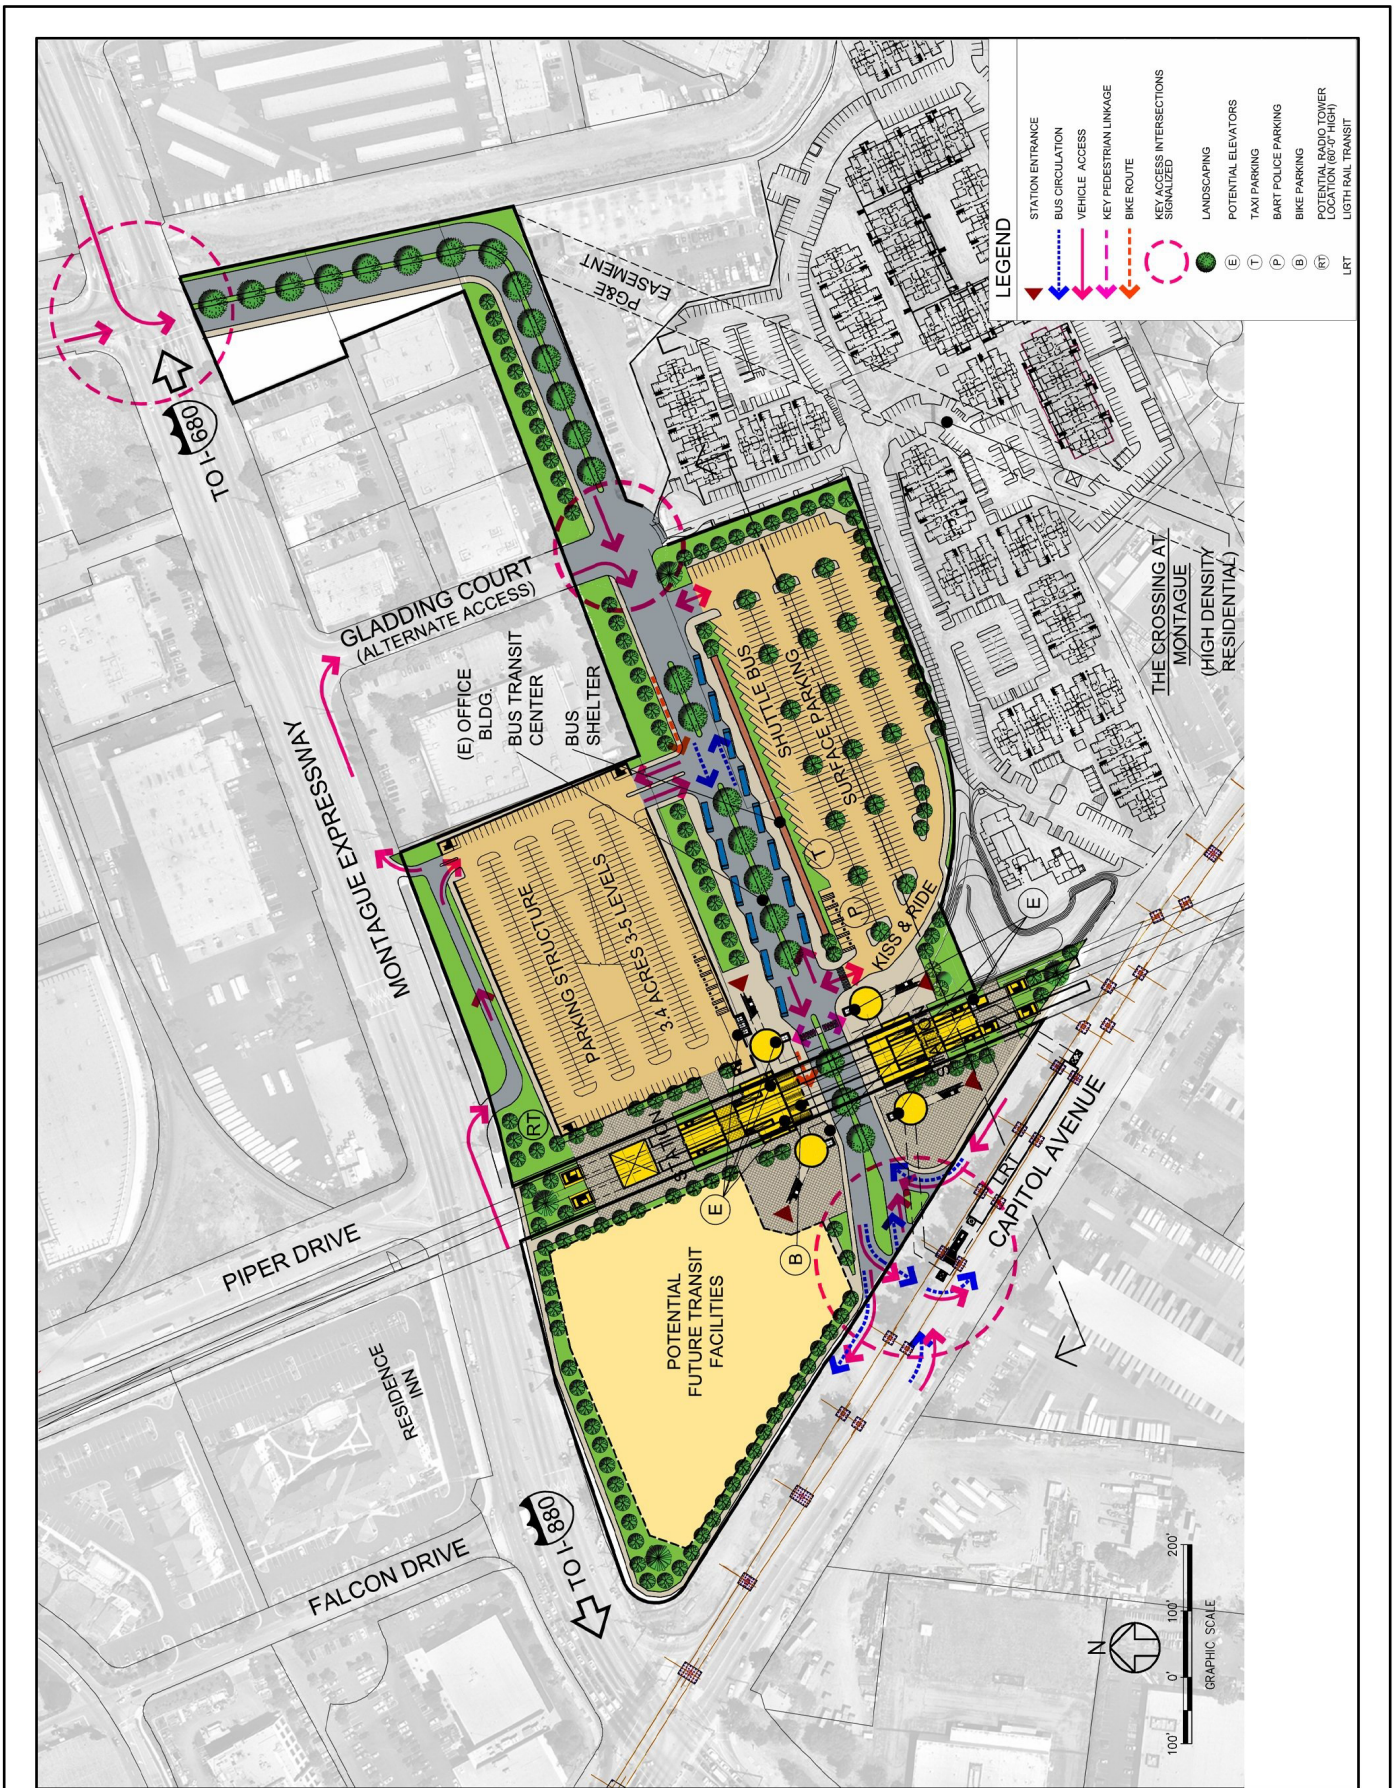 TO I-680
GLADDING COURT
(ALTERNATE ACCESS)
MONTAGUE EXPRESSWAY
PG&E
EASEMENT
(E) OFFICE
BLDG.
BUS TRANSIT
CENTER
BUS
SHELTER
SHUTTLE BUS
SURFACE PARKING
T
P
KISS & RIDE
E
PARKING STRUCTURE
3.4 ACRES 3-5 LEVELS
RT
STATION
STATION
E
B
POTENTIAL
FUTURE TRANSIT
FACILITIES
PIPER DRIVE
RESIDENCE
INN
FALCON DRIVE
TO I-880
LRT
CAPITOL AVENUE
THE CROSSING AT
MONTAGUE
(HIGH DENSITY
RESIDENTIAL)
N
100' 0' 100' 200'
GRAPHIC SCALE
LEGEND
STATION ENTRANCE
BUS CIRCULATION
VEHICLE ACCESS
KEY PEDESTRIAN LINKAGE
BIKE ROUTE
KEY ACCESS INTERSECTIONS
SIGNALIZED
LANDSCAPING
E POTENTIAL ELEVATORS
T TAXI PARKING
P BART POLICE PARKING
B BIKE PARKING
RT POTENTIAL RADIO TOWER
LOCATION (60'-0" HIGH)
LRT LIGTH RAIL TRANSIT